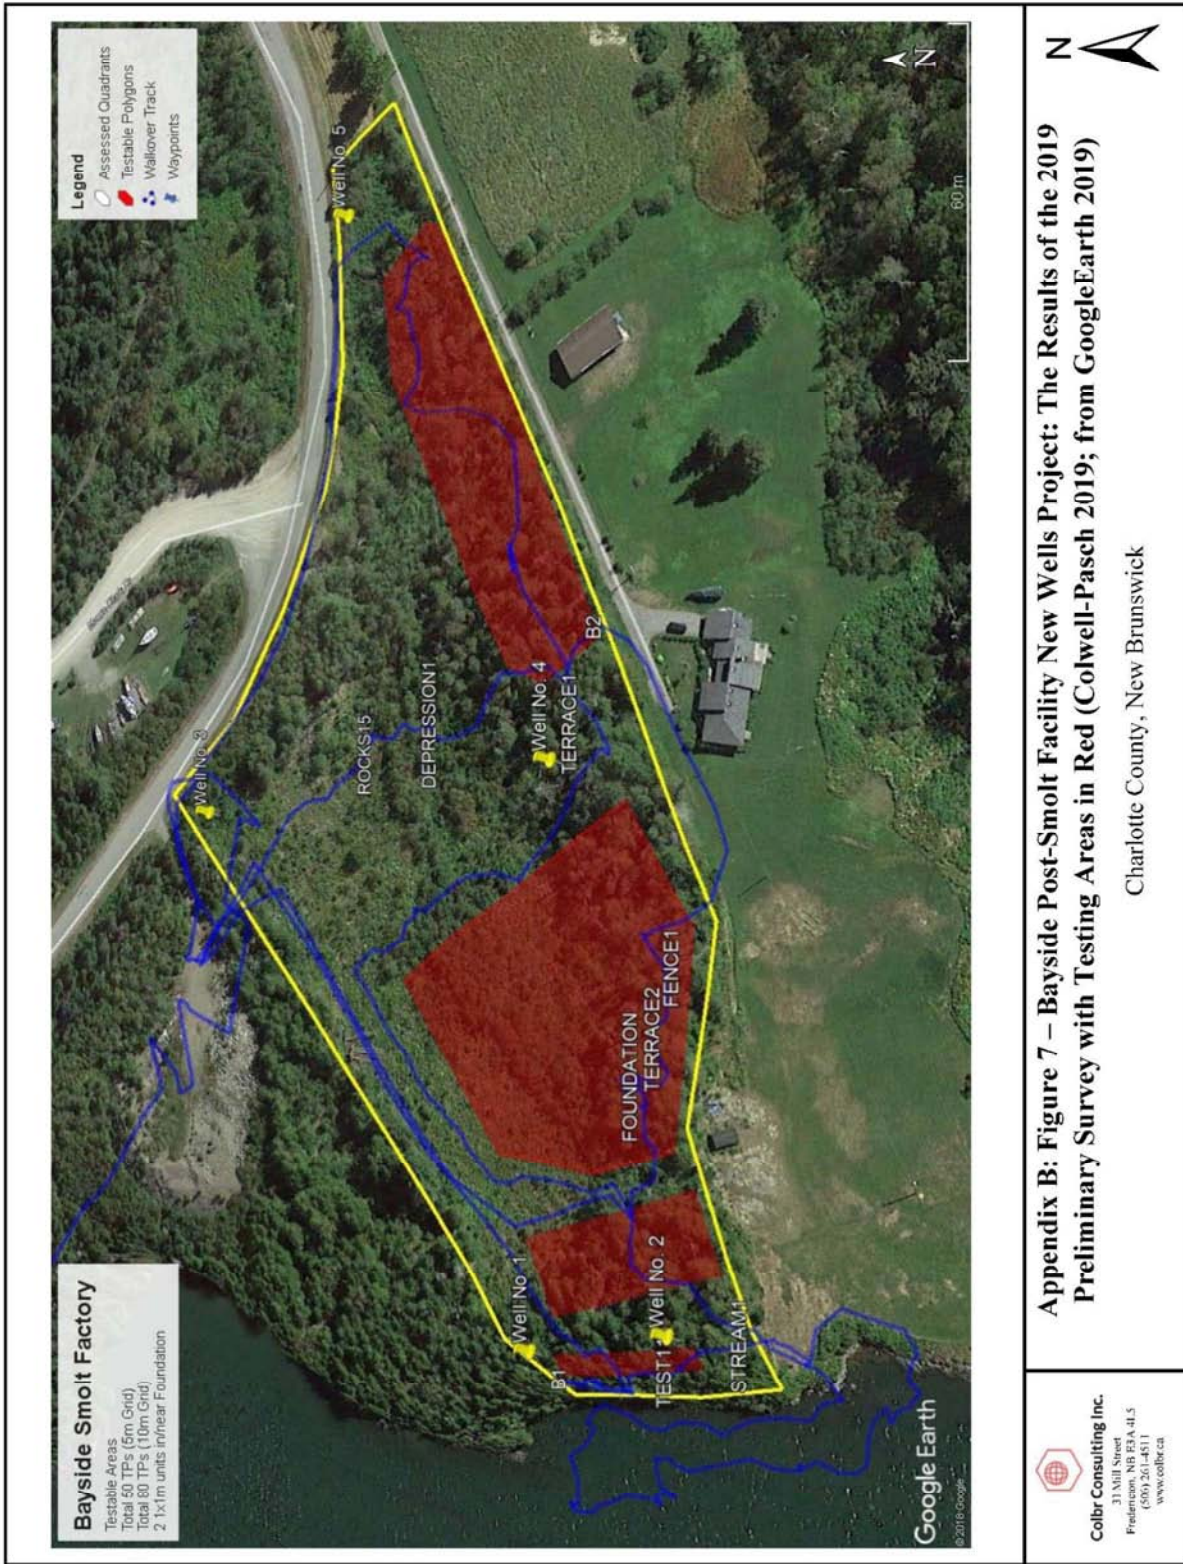 Bayside Smolt Factory
Testable Areas
Total 50 TPs (5m Grid)
Total 80 TPs (10m Grid)
2 1x1m units in/near Foundation
Legend
Assessed Quadrants
Testable Polygons
Walkover Track
Waypoints
Well No. 3
Well No. 5
ROCKS15
DEPRESSION1
Well No. 1
B1
Well No. 4
TERRACE1
B2
FOUNDATION
TERRACE2
FENCE1
TEST1
Well No. 2
STREAM1
Google Earth
© 2018 Google
N
60 m
Colbr Consulting Inc.
31 Mill Street
(506) 261-4511
www.colbr.ca
Appendix B: Figure 7 – Bayside Post-Smolt Facility New Wells Project: The Results of the 2019
Preliminary Survey with Testing Areas in Red (Colwell-Pasch 2019; from GoogleEarth 2019)
Charlotte County, New Brunswick
N